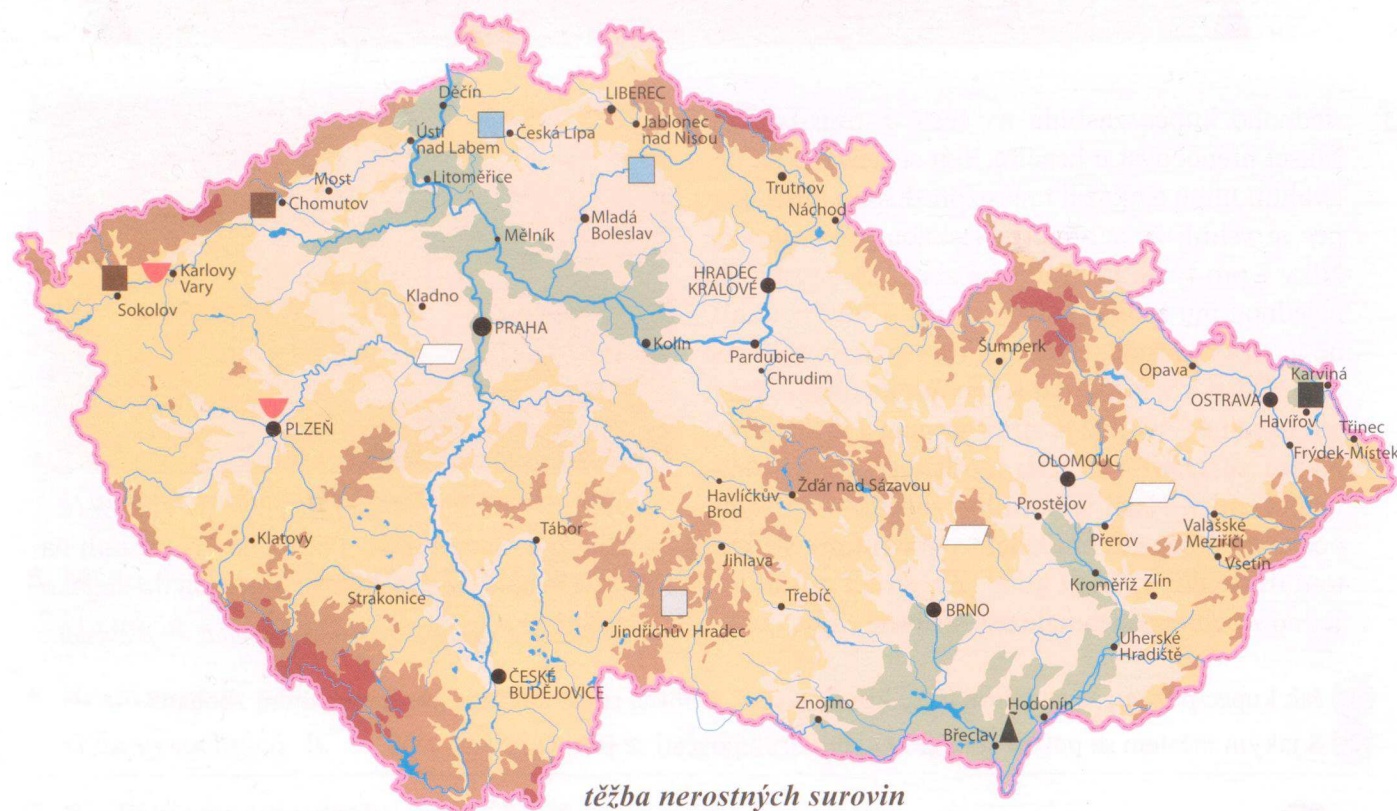 Děčín
LIBEREC
Jablonec
nad Nisou
Česká Lípa
Ústí
nad Labem
Litoměřice
Most
Chomutov
Trutnov
Náchod
Mladá
Boleslav
Mělník
Karlovy
Vary
Sokolov
Kladno
PRAHA
HRADEC
KRÁLOVÉ
Kolín
Pardubice
Chrudim
Šumperk
Opava
Karviná
OSTRAVA
Havířov
Třinec
Frýdek-Místek
PLZEŇ
OLOMOUC
Prostějov
Havlíčkův
Brod
Žďár nad Sázavou
Klatovy
Tábor
Jihlava
Přerov
Valašské
Meziříčí
Vsetín
Strakonice
Třebíč
Kroměříž
Zlín
BRNO
Jindřichův Hradec
Uherské
Hradiště
ČESKÉ
BUDĚJOVICE
Znojmo
Hodonín
Břeclav
těžba nerostných surovin